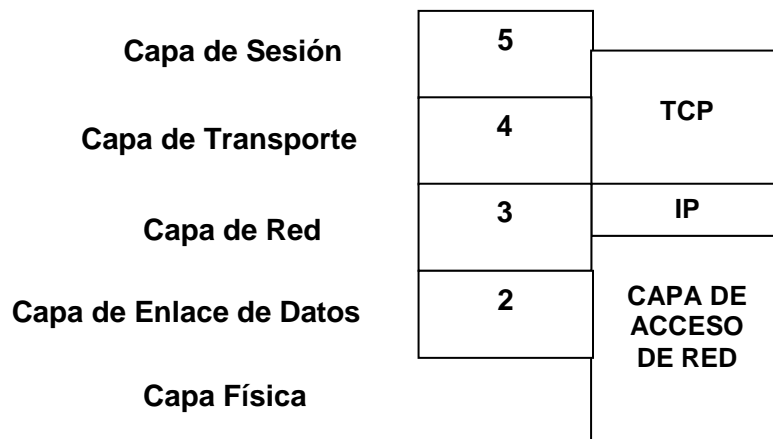 Capa de Sesión
5
Capa de Transporte
4
TCP
Capa de Red
3
IP
Capa de Enlace de Datos
2
CAPA DE
ACCESO
DE RED
Capa Física